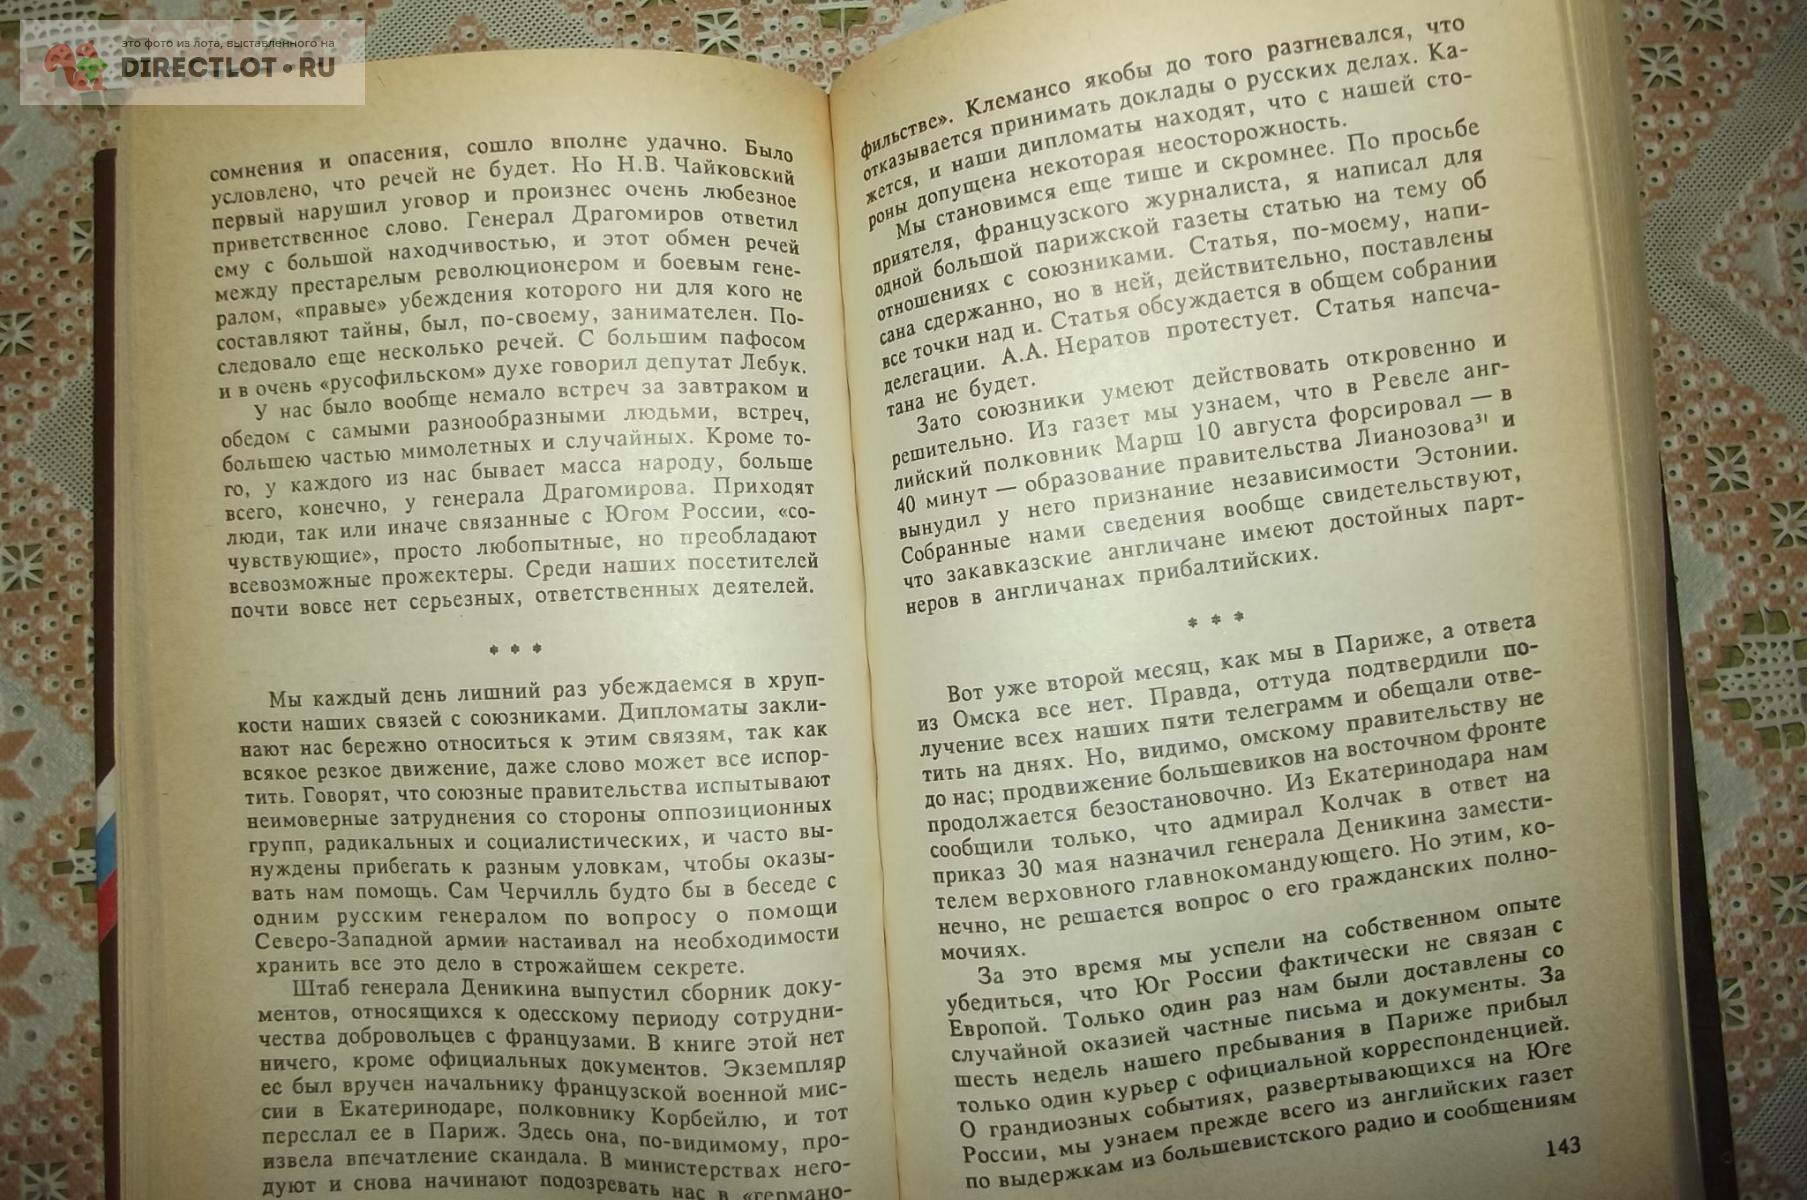 это фото из лота, выставленного на
DIRECTLOT.RU
сомнения и опасения, сошло вполне удачно. Было
условлено, что речей не будет. Но Н.В. Чайковский
первый нарушил уговор и произнес очень любезное
приветственное слово. Генерал Драгомиров ответил
ему с большой находчивостью, и этот обмен речей
между престарелым революционером и боевым гене-
ралом, «правые» убеждения которого ни для кого не
составляют тайны, был, по-своему, занимателен. По-
следовало еще несколько речей. С большим пафосом
и в очень «русофильском» духе говорил депутат Лебук.
У нас было вообще немало встреч за завтраком и
обедом с самыми разнообразными людьми, встреч,
большею частью мимолетных и случайных. Кроме то-
го, у каждого из нас бывает масса народу, больше
всего, конечно, у генерала Драгомирова. Приходят
люди, так или иначе связанные с Югом России, «со-
чувствующие», просто любопытные, но преобладают
всевозможные прожектеры. Среди наших посетителей
почти вовсе нет серьезных, ответственных деятелей.
* * *
Мы каждый день лишний раз убеждаемся в хруп-
кости наших связей с союзниками. Дипломаты закли-
нают нас бережно относиться к этим связям, так как
всякое резкое движение, даже слово может все испор-
тить. Говорят, что союзные правительства испытывают
неимоверные затруднения со стороны оппозиционных
групп, радикальных и социалистических, и часто вы-
нуждены прибегать к разным уловкам, чтобы оказы-
вать нам помощь. Сам Черчилль будто бы в беседе с
одним русским генералом по вопросу о помощи
Северо-Западной армии настаивал на необходимости
хранить все это дело в строжайшем секрете.
Штаб генерала Деникина выпустил сборник доку-
ментов, относящихся к одесскому периоду сотрудни-
чества добровольцев с французами. В книге этой нет
ничего, кроме официальных документов. Экземпляр
ее был вручен начальнику французской военной мис-
сии в Екатеринодаре, полковнику Корбейлю, и тот
переслал ее в Париж. Здесь она, по-видимому, про-
извела впечатление скандала. В министерствах него-
дуют и снова начинают подозревать нас в «германо-
фильстве». Клемансо якобы до того разгневался, что
отказывается принимать доклады о русских делах. Ка-
жется, и наши дипломаты находят, что с нашей сто-
роны допущена некоторая неосторожность.
Мы становимся еще тише и скромнее. По просьбе
приятеля, французского журналиста, я написал для
одной большой парижской газеты статью на тему об
отношениях с союзниками. Статья, по-моему, напи-
сана сдержанно, но в ней, действительно, поставлены
все точки над и. Статья обсуждается в общем собрании
делегации. А.А. Нератов протестует. Статья напеча-
тана не будет.
Зато союзники умеют действовать откровенно и
решительно. Из газет мы узнаем, что в Ревеле анг-
лийский полковник Марш 10 августа форсировал — в
40 минут — образование правительства Лианозова³¹ и
вынудил у него признание независимости Эстонии.
Собранные нами сведения вообще свидетельствуют,
что закавказские англичане имеют достойных парт-
неров в англичанах прибалтийских.
* * *
Вот уже второй месяц, как мы в Париже, а ответа
из Омска все нет. Правда, оттуда подтвердили по-
лучение всех наших пяти телеграмм и обещали отве-
тить на днях. Но, видимо, омскому правительству не
до нас; продвижение большевиков на восточном фронте
продолжается безостановочно. Из Екатеринодара нам
сообщили только, что адмирал Колчак в ответ на
приказ 30 мая назначил генерала Деникина замести-
телем верховного главнокомандующего. Но этим, ко-
нечно, не решается вопрос о его гражданских полно-
мочиях.
За это время мы успели на собственном опыте
убедиться, что Юг России фактически не связан с
Европой. Только один раз нам были доставлены со
случайной оказией частные письма и документы. За
шесть недель нашего пребывания в Париже прибыл
только один курьер с официальной корреспонденцией.
О грандиозных событиях, развертывающихся на Юге
России, мы узнаем прежде всего из английских газет
по выдержкам из большевистского радио и сообщениям
143